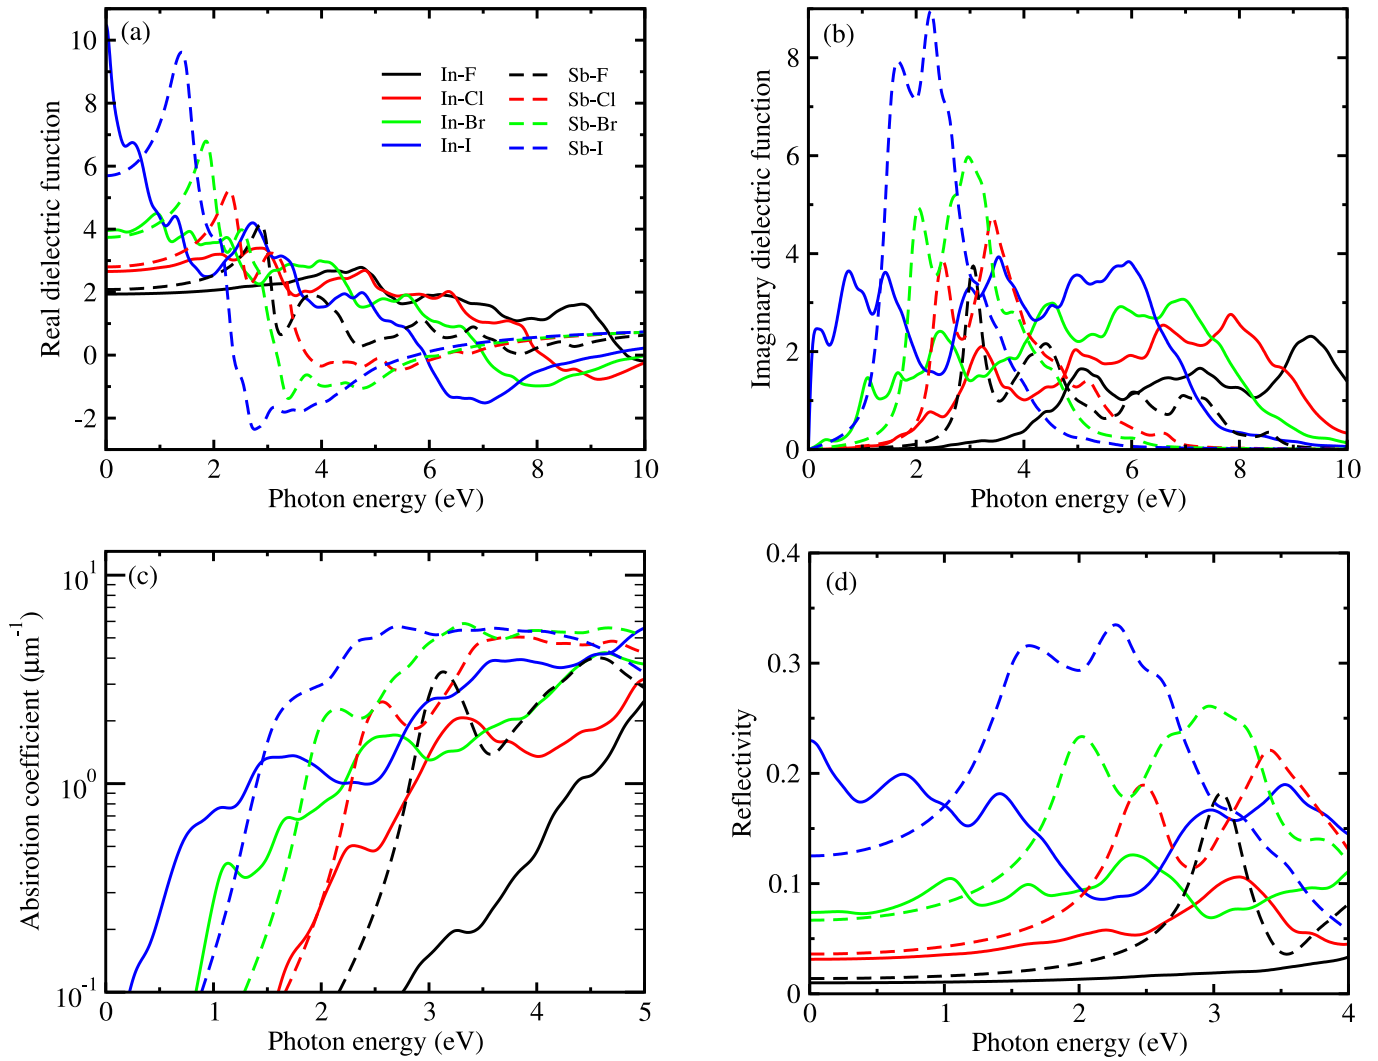 (a)
Real dielectric function
10
8
6
4
2
0
-2
In-F
In-Cl
In-Br
In-I
Sb-F
Sb-Cl
Sb-Br
Sb-I
0 2 4 6 8 10
Photon energy (eV)
(b)
Imaginary dielectric function
8
6
4
2
0
0 2 4 6 8 10
Photon energy (eV)
(c)
Absirotion coefficient (μm⁻¹)
10¹
10⁰
10⁻¹
0 1 2 3 4 5
Photon energy (eV)
(d)
Reflectivity
0.4
0.3
0.2
0.1
0
0 1 2 3 4
Photon energy (eV)